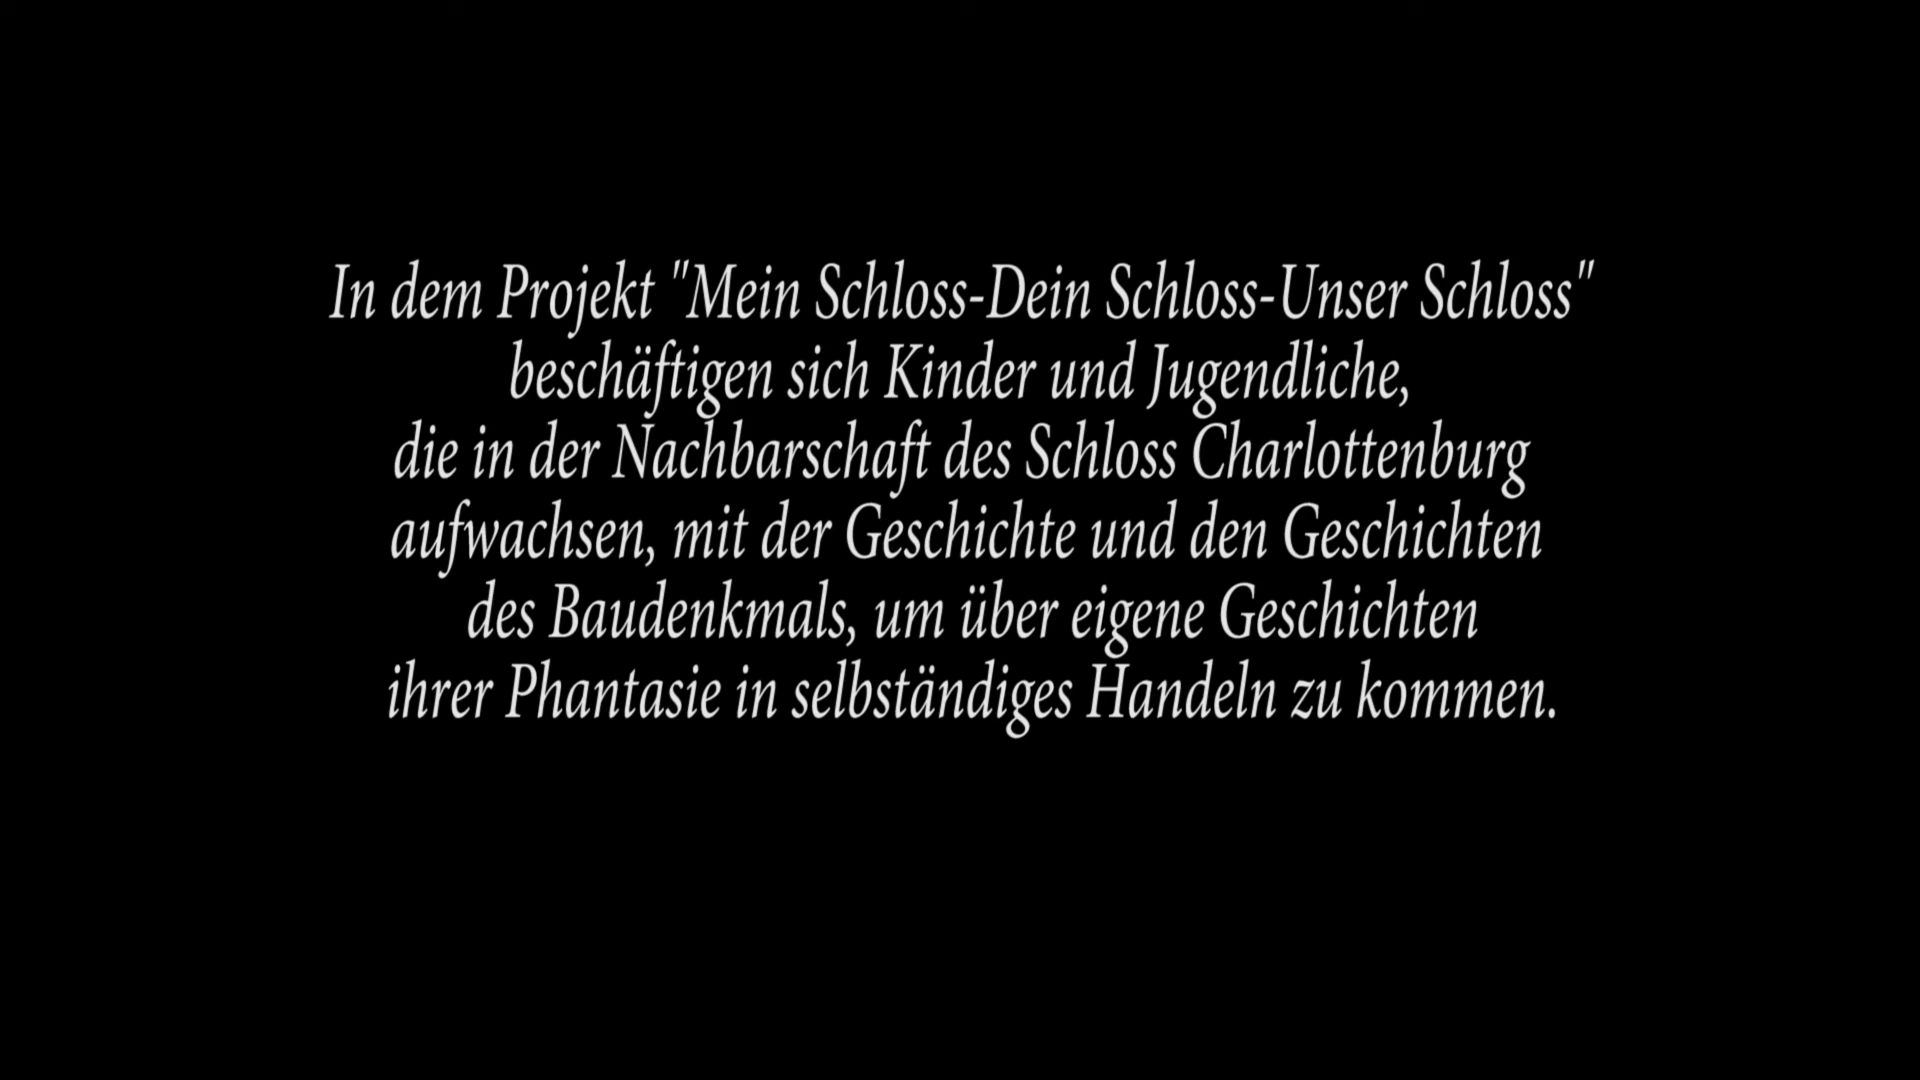 In dem Projekt "Mein Schloss-Dein Schloss-Unser Schloss"
beschäftigen sich Kinder und Jugendliche,
die in der Nachbarschaft des Schloss Charlottenburg
aufwachsen, mit der Geschichte und den Geschichten
des Baudenkmals, um über eigene Geschichten
ihrer Phantasie in selbständiges Handeln zu kommen.